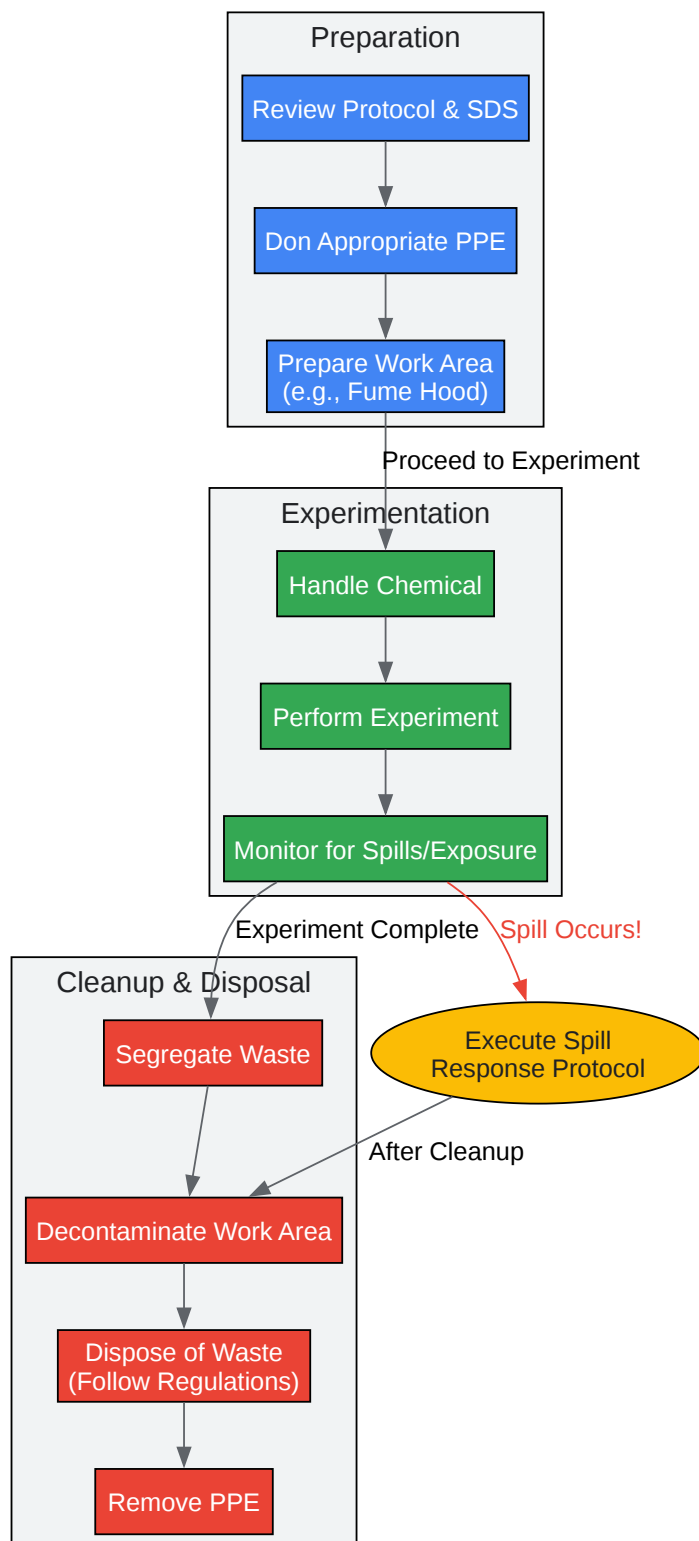 Preparation
Review Protocol & SDS
Don Appropriate PPE
Prepare Work Area
(e.g., Fume Hood)
Proceed to Experiment
Experimentation
Handle Chemical
Perform Experiment
Monitor for Spills/Exposure
Experiment Complete
Spill Occurs!
Cleanup & Disposal
Segregate Waste
Execute Spill
Response Protocol
After Cleanup
Decontaminate Work Area
Dispose of Waste
(Follow Regulations)
Remove PPE